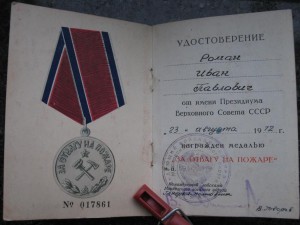 ЗА ОТВАГУ НА ПОЖАРЕ
№ 017861
УДОСТОВЕРЕНИЕ
Роман
Иван
Павлович
от имени Президиума
Верховного Совета СССР
23 августа 1972 г.
награжден медалью
„ЗА ОТВАГУ НА ПОЖАРЕ“